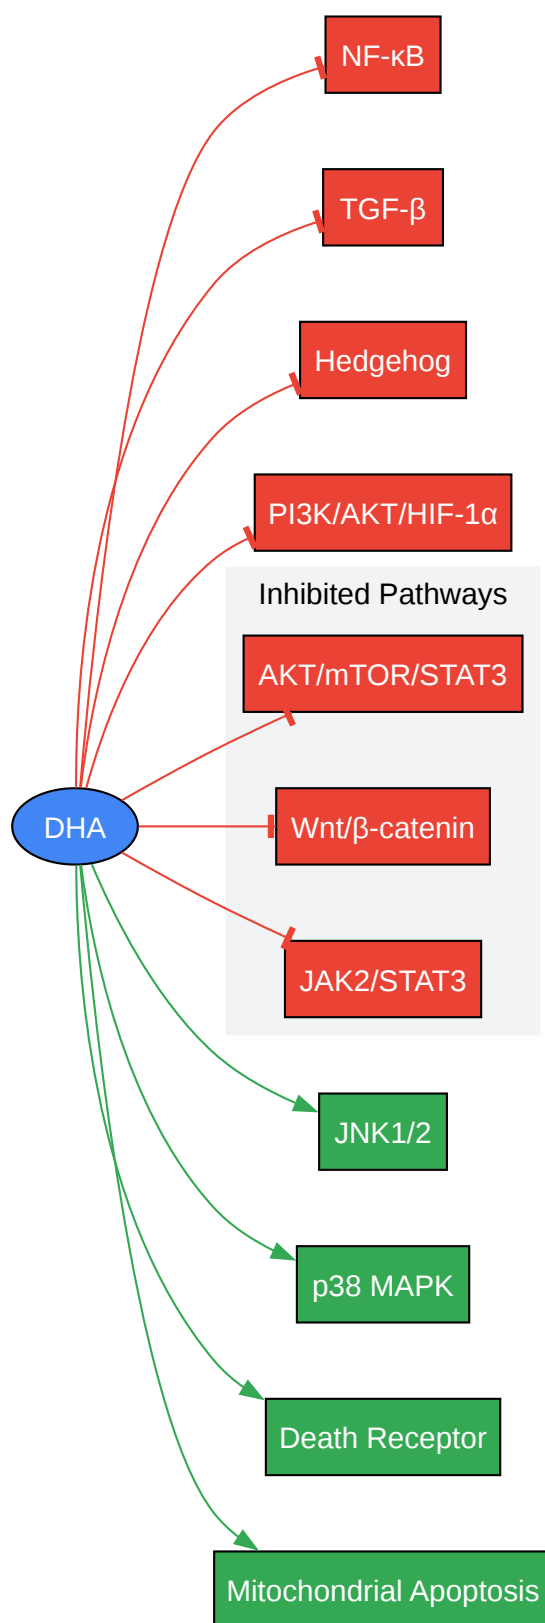 NF-κB
TGF-β
Hedgehog
PI3K/AKT/HIF-1α
Inhibited Pathways
AKT/mTOR/STAT3
DHA
Wnt/β-catenin
JAK2/STAT3
JNK1/2
p38 MAPK
Death Receptor
Mitochondrial Apoptosis